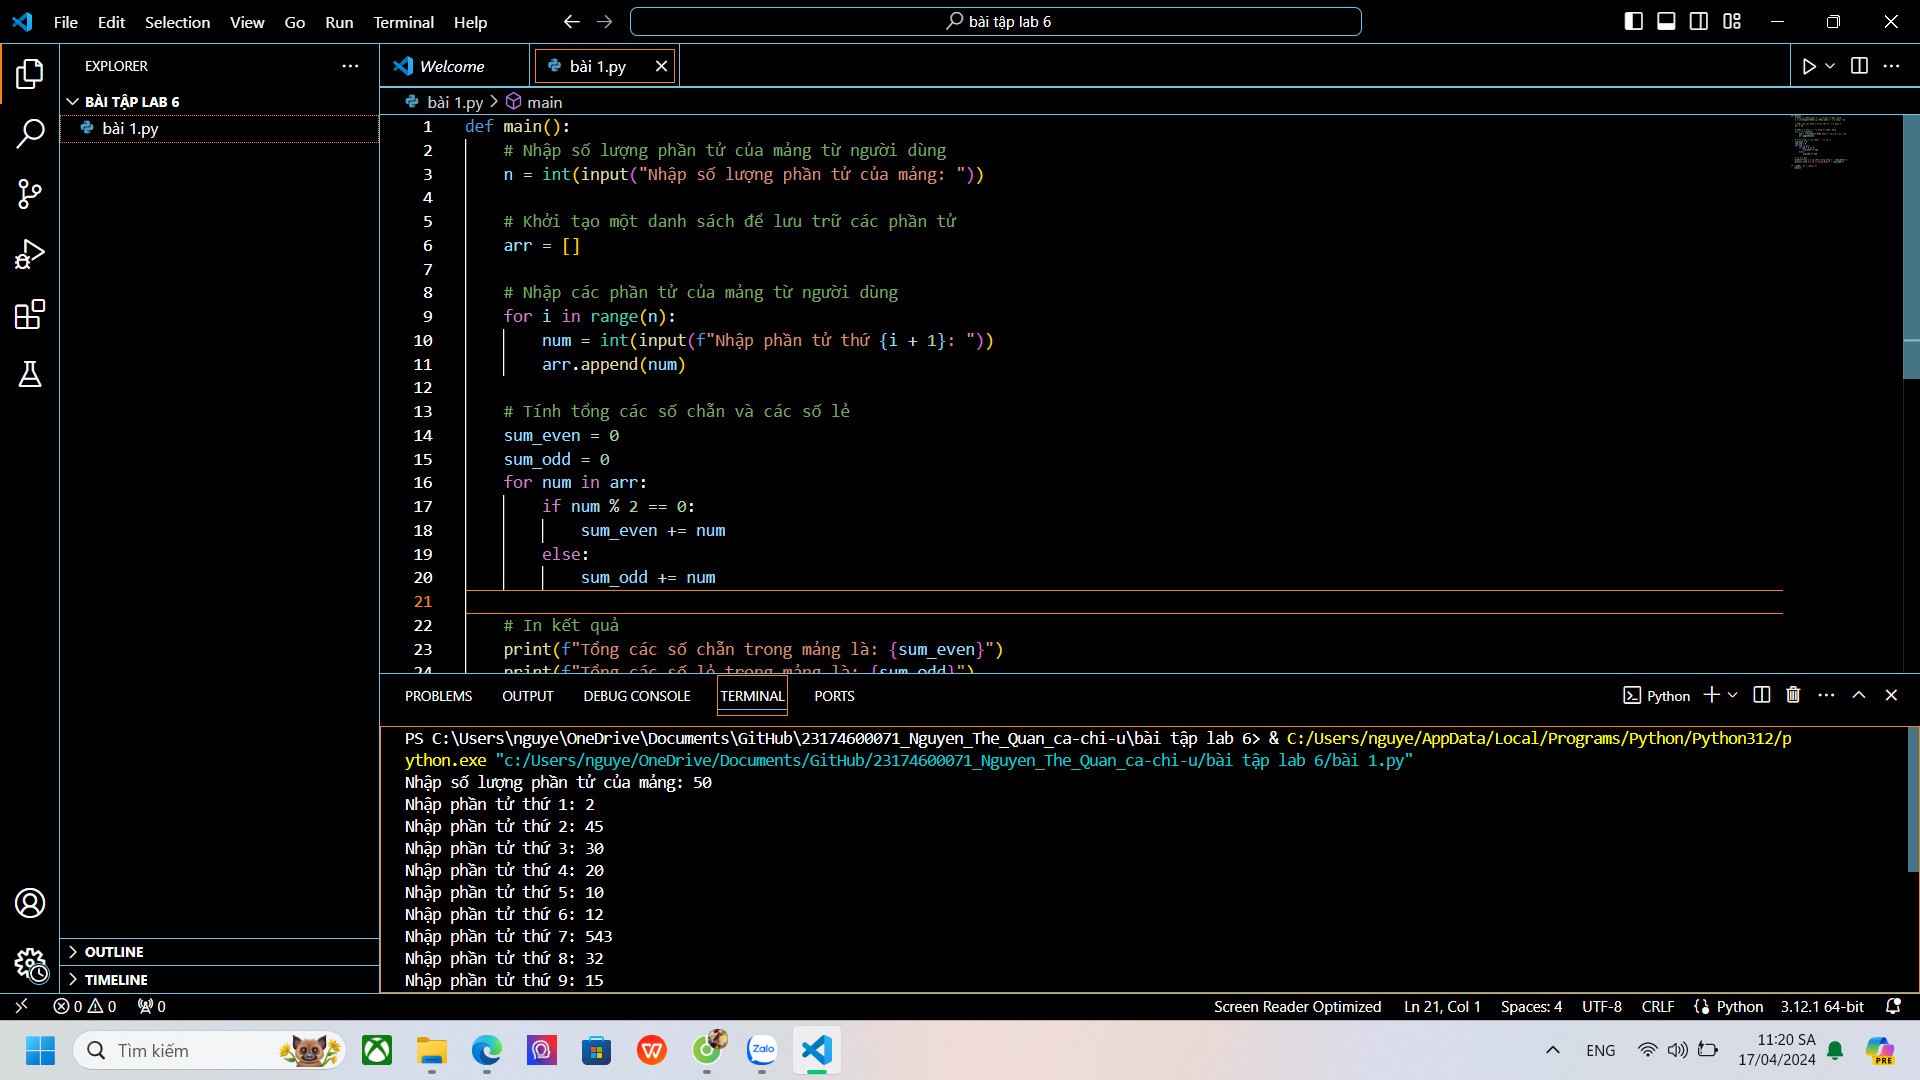 File Edit Selection View Go Run Terminal Help
bài tập lab 6
EXPLORER
BÀI TẬP LAB 6
bài 1.py
OUTLINE
TIMELINE
Welcome
bài 1.py
bài 1.py > main
1 def main():
2 # Nhập số lượng phần tử của mảng từ người dùng
3 n = int(input("Nhập số lượng phần tử của mảng: "))
4
5 # Khởi tạo một danh sách để lưu trữ các phần tử
6 arr = []
7
8 # Nhập các phần tử của mảng từ người dùng
9 for i in range(n):
10 num = int(input(f"Nhập phần tử thứ {i + 1}: "))
11 arr.append(num)
12
13 # Tính tổng các số chẵn và các số lẻ
14 sum_even = 0
15 sum_odd = 0
16 for num in arr:
17 if num % 2 == 0:
18 sum_even += num
19 else:
20 sum_odd += num
21
22 # In kết quả
23 print(f"Tổng các số chẵn trong mảng là: {sum_even}")
24 print(f"Tổng các số lẻ trong mảng là: {sum_odd}")
PROBLEMS OUTPUT DEBUG CONSOLE TERMINAL PORTS
Python
PS C:\Users\nguye\OneDrive\Documents\GitHub\23174600071_Nguyen_The_Quan_ca-chi-u\bài tập lab 6> & C:/Users/nguye/AppData/Local/Programs/Python/Python312/p
ython.exe "c:/Users/nguye/OneDrive/Documents/GitHub/23174600071_Nguyen_The_Quan_ca-chi-u/bài tập lab 6/bài 1.py"
Nhập số lượng phần tử của mảng: 50
Nhập phần tử thứ 1: 2
Nhập phần tử thứ 2: 45
Nhập phần tử thứ 3: 30
Nhập phần tử thứ 4: 20
Nhập phần tử thứ 5: 10
Nhập phần tử thứ 6: 12
Nhập phần tử thứ 7: 543
Nhập phần tử thứ 8: 32
Nhập phần tử thứ 9: 15
0 0 0
Screen Reader Optimized Ln 21, Col 1 Spaces: 4 UTF-8 CRLF Python 3.12.1 64-bit
Tìm kiếm
Zalo
ENG
11:20 SA
17/04/2024
PRE